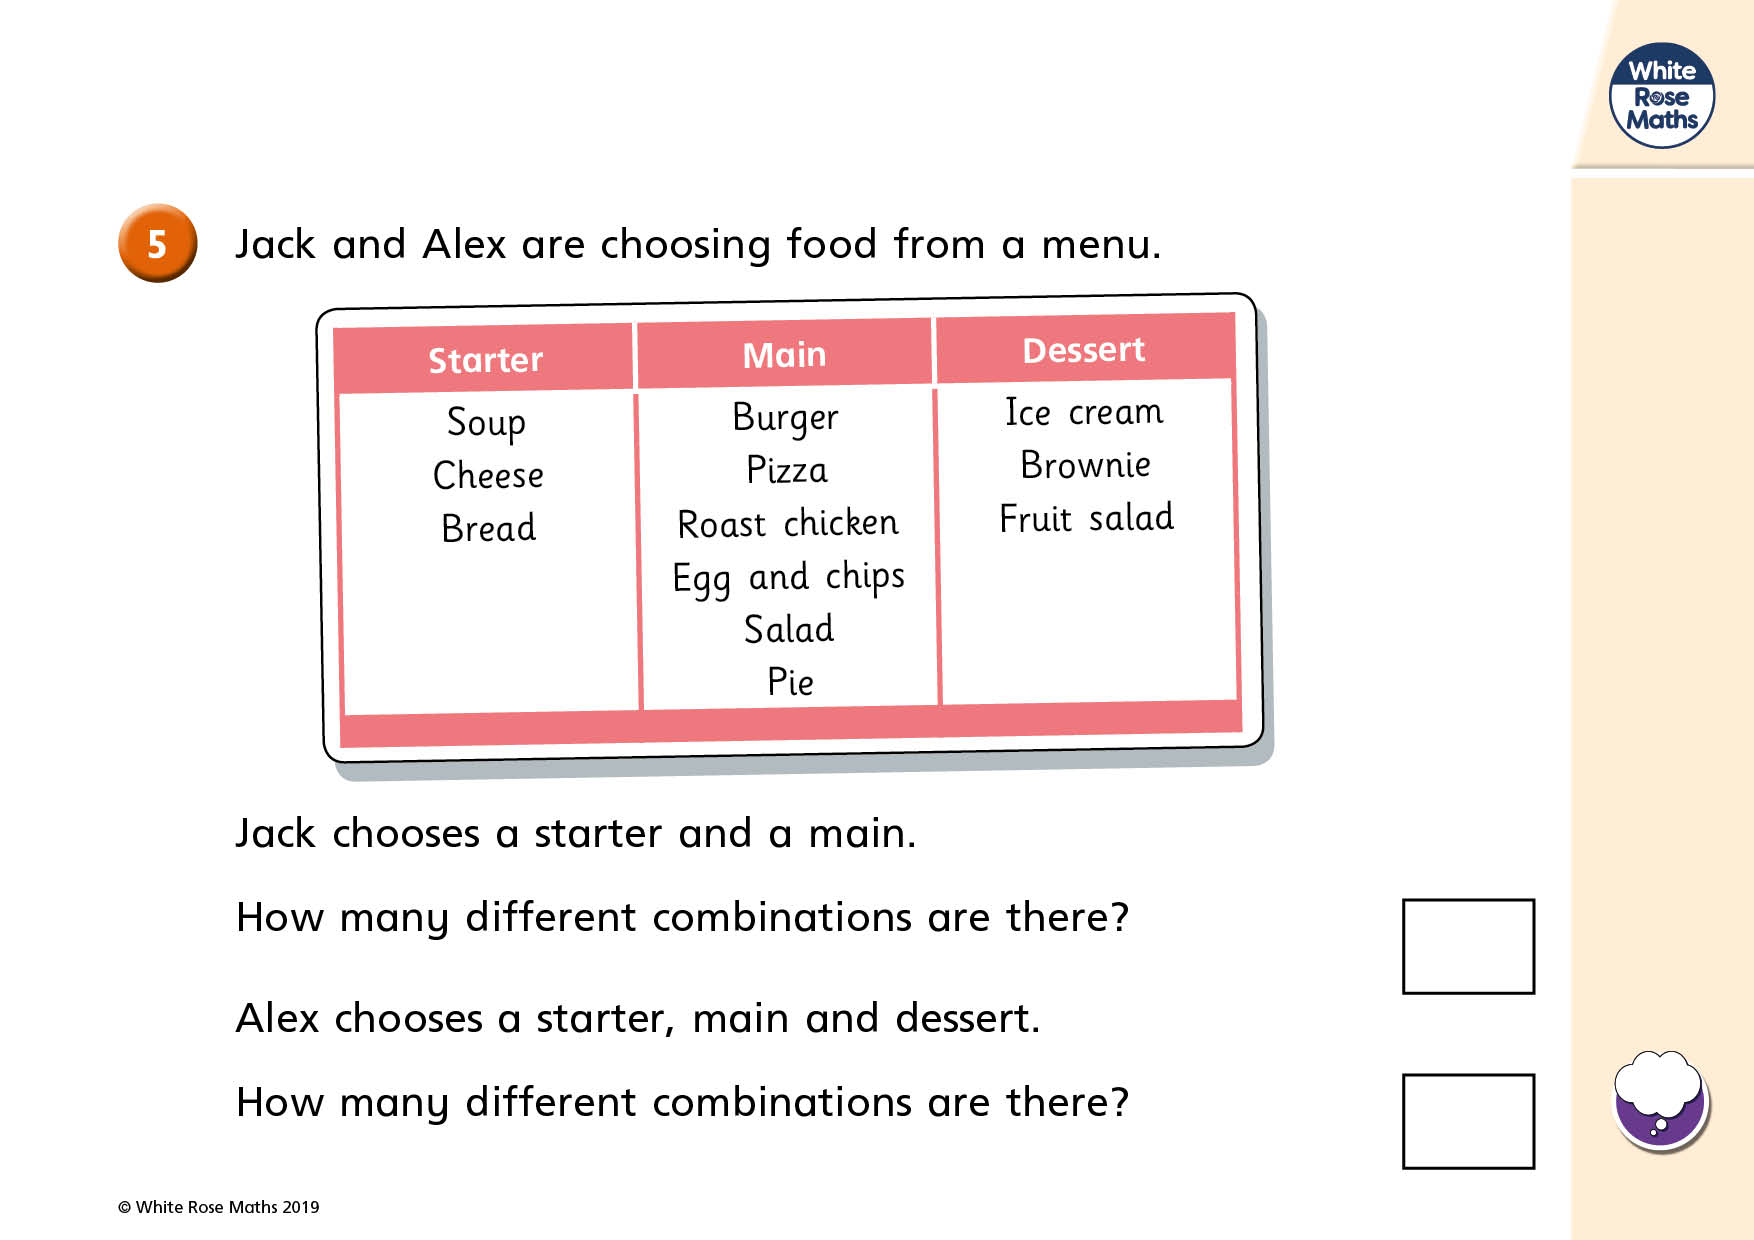 White
Rose
Maths
5 Jack and Alex are choosing food from a menu.
Starter Main Dessert
Soup Burger Ice cream
Cheese Pizza Brownie
Bread Roast chicken Fruit salad
Egg and chips
Salad
Pie
Jack chooses a starter and a main.
How many different combinations are there?
Alex chooses a starter, main and dessert.
How many different combinations are there?
© White Rose Maths 2019